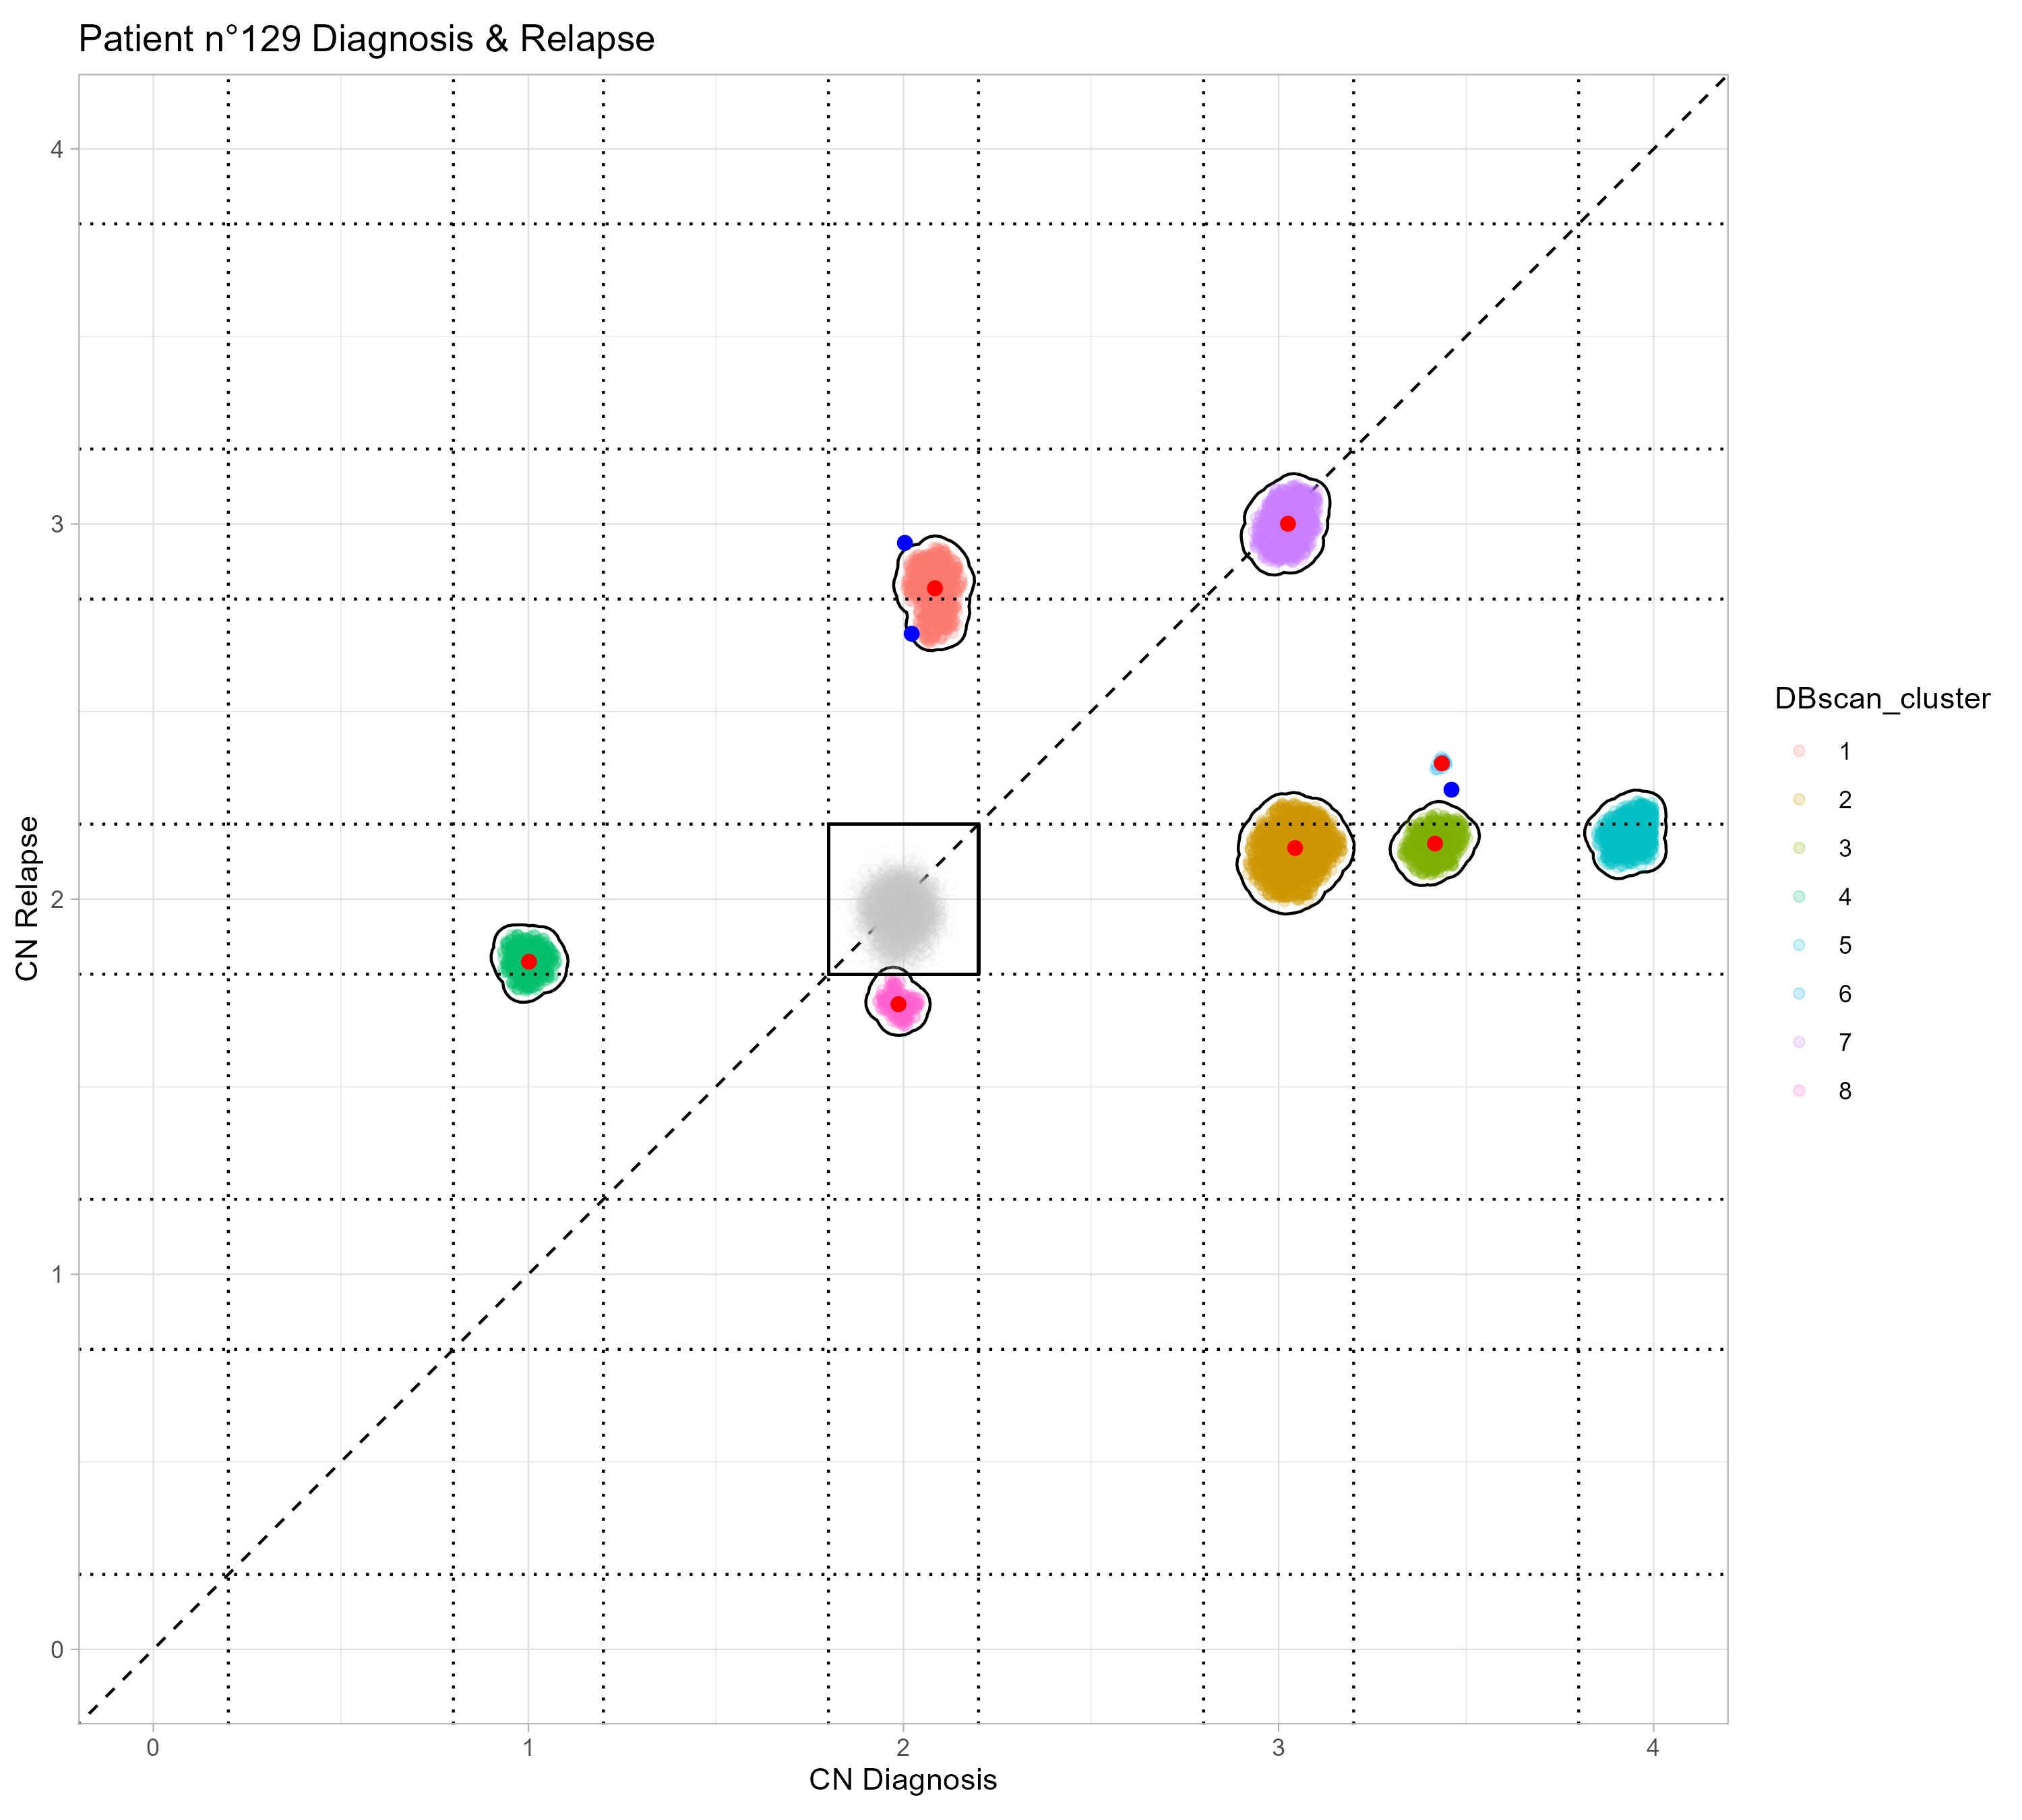 Patient n°129 Diagnosis & Relapse
CN Relapse
4
3
2
1
0
0 1 2 3 4
CN Diagnosis
DBscan_cluster
1
2
3
4
5
6
7
8